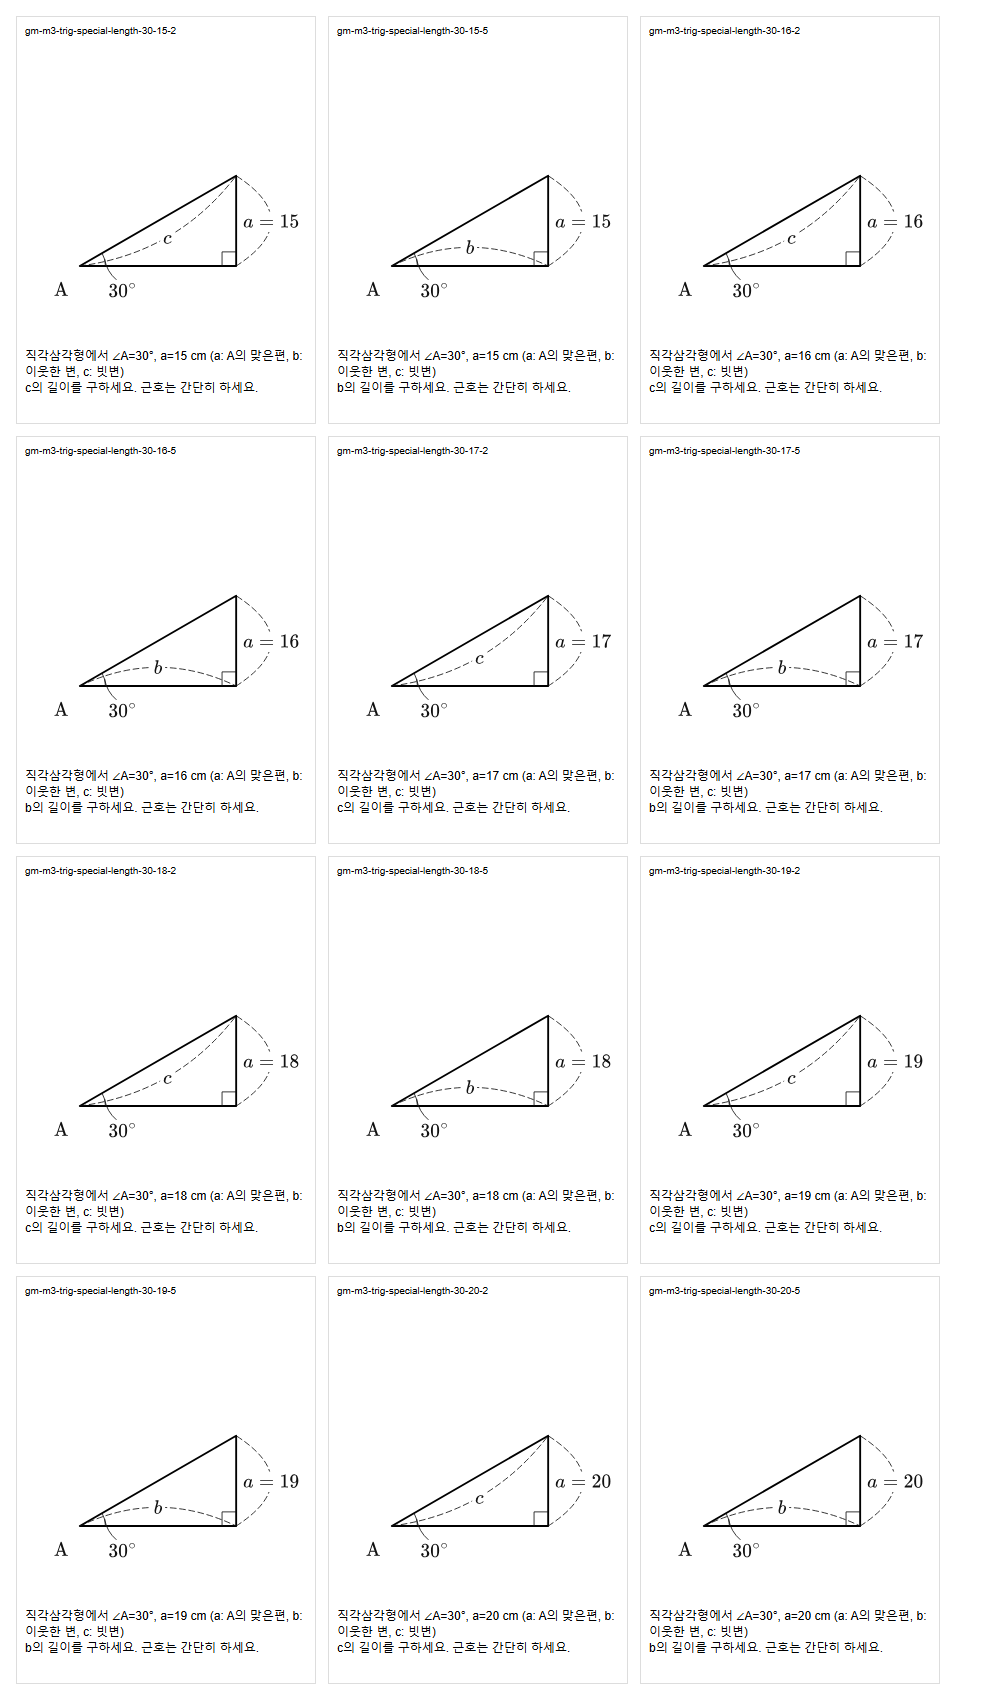 gm-m3-trig-special-length-30-15-2
c
a = 15
A
30°
직각삼각형에서 ∠A=30°, a=15 cm (a: A의 맞은편, b:
이웃한 변, c: 빗변)
c의 길이를 구하세요. 근호는 간단히 하세요.
gm-m3-trig-special-length-30-15-5
a = 15
b
A
30°
직각삼각형에서 ∠A=30°, a=15 cm (a: A의 맞은편, b:
이웃한 변, c: 빗변)
b의 길이를 구하세요. 근호는 간단히 하세요.
gm-m3-trig-special-length-30-16-2
a = 16
c
A
30°
직각삼각형에서 ∠A=30°, a=16 cm (a: A의 맞은편, b:
이웃한 변, c: 빗변)
c의 길이를 구하세요. 근호는 간단히 하세요.
gm-m3-trig-special-length-30-16-5
a = 16
b
A
30°
직각삼각형에서 ∠A=30°, a=16 cm (a: A의 맞은편, b:
이웃한 변, c: 빗변)
b의 길이를 구하세요. 근호는 간단히 하세요.
gm-m3-trig-special-length-30-17-2
a = 17
c
A
30°
직각삼각형에서 ∠A=30°, a=17 cm (a: A의 맞은편, b:
이웃한 변, c: 빗변)
c의 길이를 구하세요. 근호는 간단히 하세요.
gm-m3-trig-special-length-30-17-5
a = 17
b
A
30°
직각삼각형에서 ∠A=30°, a=17 cm (a: A의 맞은편, b:
이웃한 변, c: 빗변)
b의 길이를 구하세요. 근호는 간단히 하세요.
gm-m3-trig-special-length-30-18-2
a = 18
c
A
30°
직각삼각형에서 ∠A=30°, a=18 cm (a: A의 맞은편, b:
이웃한 변, c: 빗변)
c의 길이를 구하세요. 근호는 간단히 하세요.
gm-m3-trig-special-length-30-18-5
a = 18
b
A
30°
직각삼각형에서 ∠A=30°, a=18 cm (a: A의 맞은편, b:
이웃한 변, c: 빗변)
b의 길이를 구하세요. 근호는 간단히 하세요.
gm-m3-trig-special-length-30-19-2
a = 19
c
A
30°
직각삼각형에서 ∠A=30°, a=19 cm (a: A의 맞은편, b:
이웃한 변, c: 빗변)
c의 길이를 구하세요. 근호는 간단히 하세요.
gm-m3-trig-special-length-30-19-5
a = 19
b
A
30°
직각삼각형에서 ∠A=30°, a=19 cm (a: A의 맞은편, b:
이웃한 변, c: 빗변)
b의 길이를 구하세요. 근호는 간단히 하세요.
gm-m3-trig-special-length-30-20-2
a = 20
c
A
30°
직각삼각형에서 ∠A=30°, a=20 cm (a: A의 맞은편, b:
이웃한 변, c: 빗변)
c의 길이를 구하세요. 근호는 간단히 하세요.
gm-m3-trig-special-length-30-20-5
a = 20
b
A
30°
직각삼각형에서 ∠A=30°, a=20 cm (a: A의 맞은편, b:
이웃한 변, c: 빗변)
b의 길이를 구하세요. 근호는 간단히 하세요.